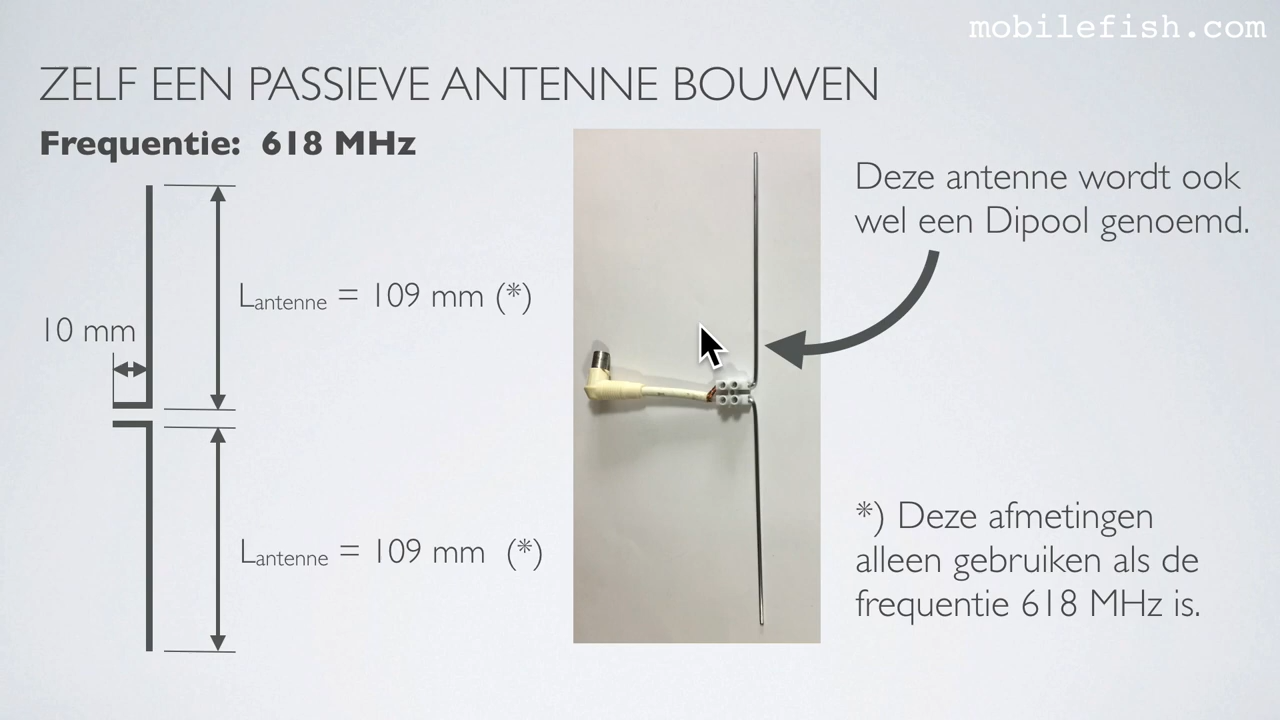 mobilefish.com
ZELF EEN PASSIEVE ANTENNE BOUWEN
Frequentie: 618 MHz
Lantenne = 109 mm (*)
10 mm
Lantenne = 109 mm (*)
Deze antenne wordt ook
wel een Dipool genoemd.
*) Deze afmetingen
alleen gebruiken als de
frequentie 618 MHz is.